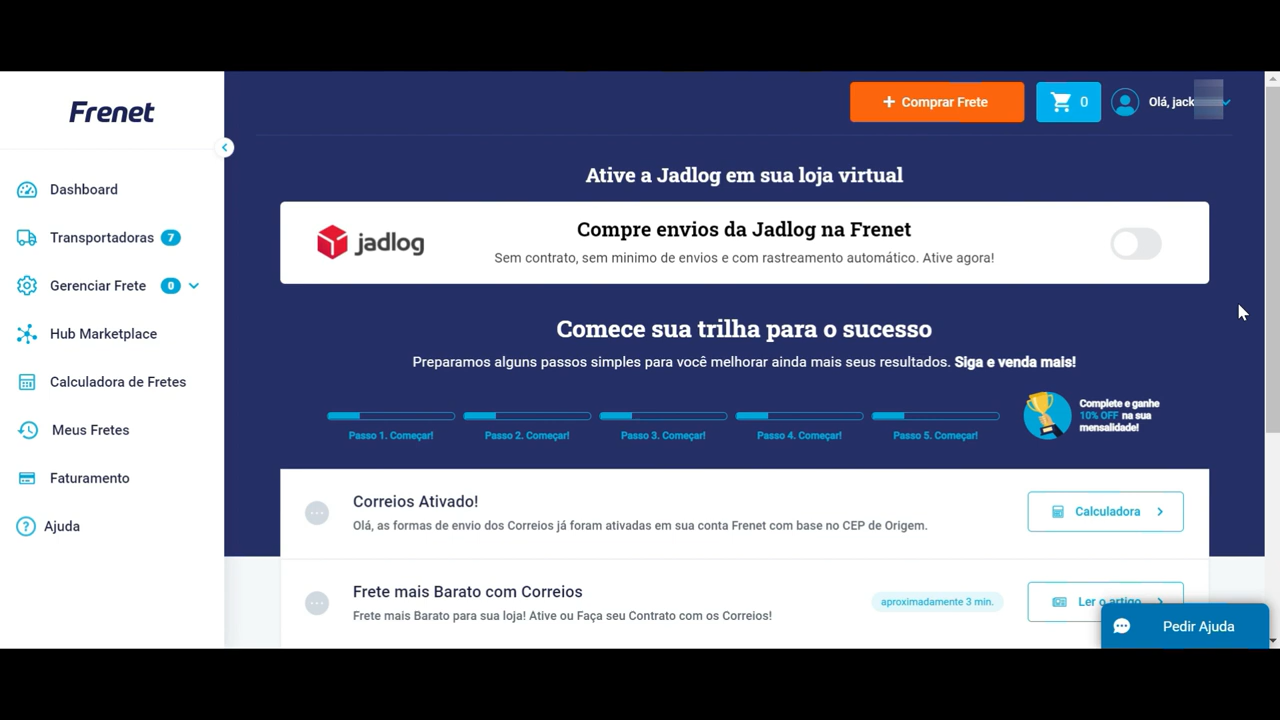 Frenet
+ Comprar Frete
0
Olá, jack
Dashboard
Transportadoras 7
Gerenciar Frete 0
Hub Marketplace
Calculadora de Fretes
Meus Fretes
Faturamento
Ajuda
Ative a Jadlog em sua loja virtual
jadlog
Compre envios da Jadlog na Frenet
Sem contrato, sem minimo de envios e com rastreamento automático. Ative agora!
Comece sua trilha para o sucesso
Preparamos alguns passos simples para você melhorar ainda mais seus resultados. Siga e venda mais!
Passo 1. Começar!
Passo 2. Começar!
Passo 3. Começar!
Passo 4. Começar!
Passo 5. Começar!
Complete e ganhe
10% OFF na sua
mensalidade!
Correios Ativado!
Olá, as formas de envio dos Correios já foram ativadas em sua conta Frenet com base no CEP de Origem.
Calculadora
Frete mais Barato com Correios
Frete mais Barato para sua loja! Ative ou Faça seu Contrato com os Correios!
aproximadamente 3 min.
Ler o artigo
Pedir Ajuda